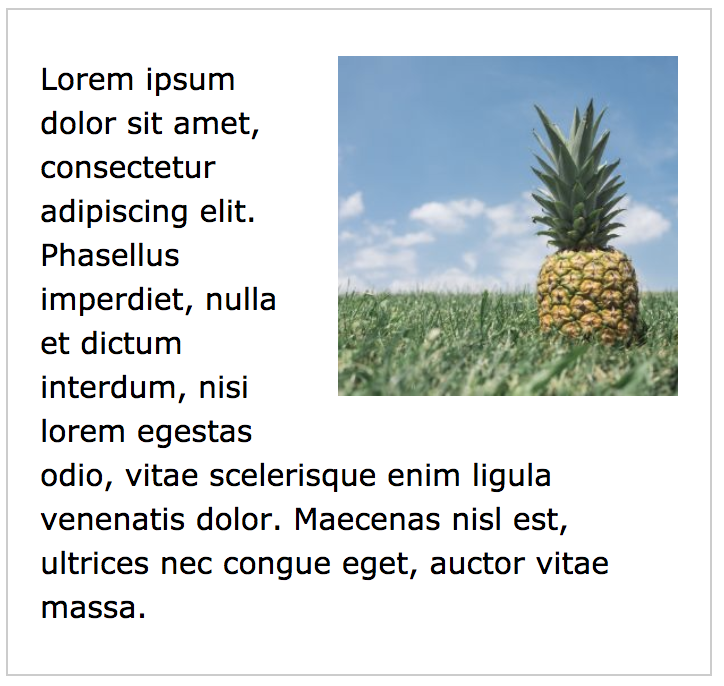 Lorem ipsum
dolor sit amet,
consectetur
adipiscing elit.
Phasellus
imperdiet, nulla
et dictum
interdum, nisi
lorem egestas
odio, vitae scelerisque enim ligula
venenatis dolor. Maecenas nisl est,
ultrices nec congue eget, auctor vitae
massa.